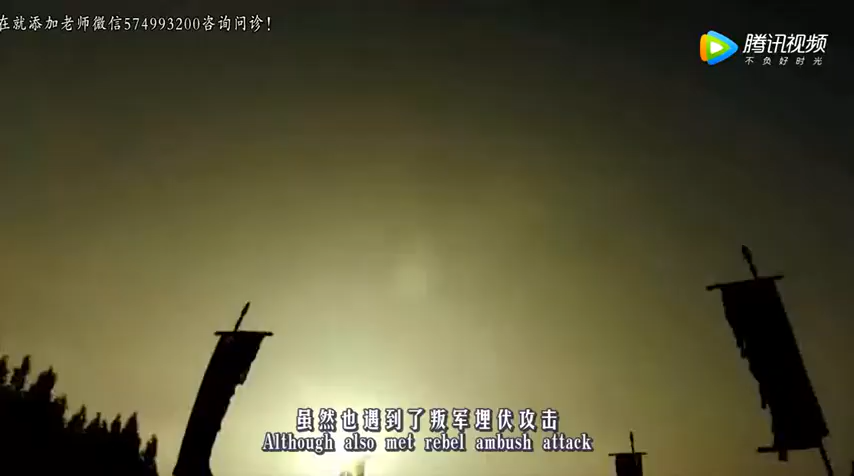 在就添加老师微信574993200咨询问诊!
腾讯视频
不负好时光
虽然也遇到了叛军埋伏攻击
Although also met rebel ambush attack